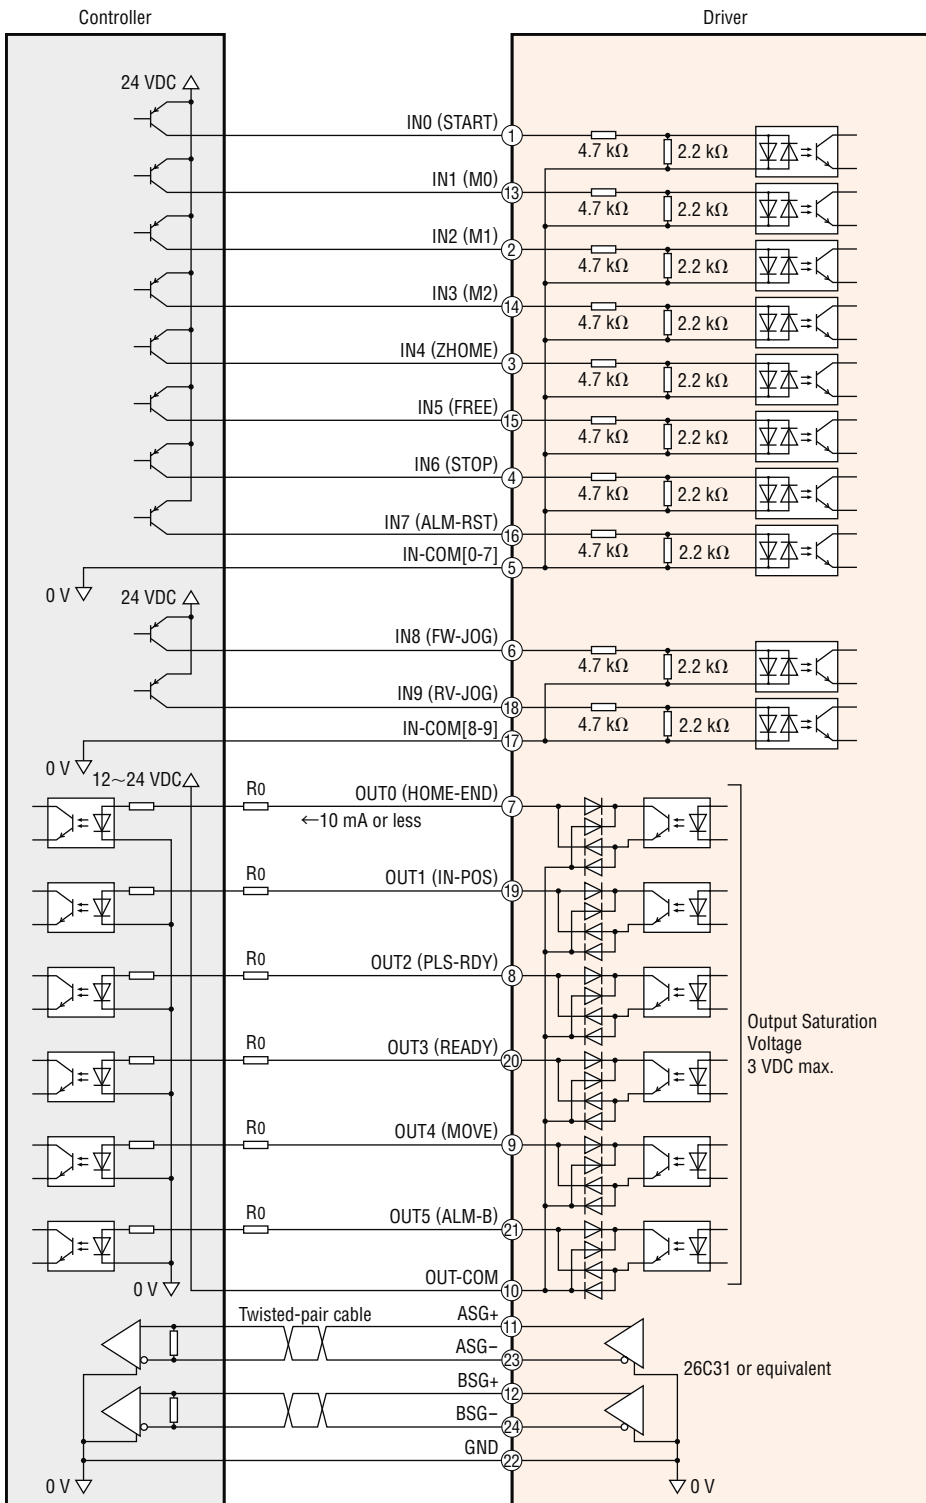 Controller
Driver
24 VDC
IN0 (START)
1
4.7 kΩ
2.2 kΩ
IN1 (M0)
13
4.7 kΩ
2.2 kΩ
IN2 (M1)
2
4.7 kΩ
2.2 kΩ
IN3 (M2)
14
4.7 kΩ
2.2 kΩ
IN4 (ZHOME)
3
4.7 kΩ
2.2 kΩ
IN5 (FREE)
15
4.7 kΩ
2.2 kΩ
IN6 (STOP)
4
4.7 kΩ
2.2 kΩ
IN7 (ALM-RST)
16
4.7 kΩ
2.2 kΩ
IN-COM[0-7]
5
0 V
24 VDC
IN8 (FW-JOG)
6
4.7 kΩ
2.2 kΩ
IN9 (RV-JOG)
18
4.7 kΩ
2.2 kΩ
IN-COM[8-9]
17
0 V
12~24 VDC
R0
OUT0 (HOME-END)
7
←10 mA or less
R0
OUT1 (IN-POS)
19
R0
OUT2 (PLS-RDY)
8
Output Saturation
Voltage
3 VDC max.
R0
OUT3 (READY)
20
R0
OUT4 (MOVE)
9
R0
OUT5 (ALM-B)
21
0 V
OUT-COM
10
Twisted-pair cable
ASG+
11
ASG−
23
26C31 or equivalent
BSG+
12
BSG−
24
GND
22
0 V
0 V